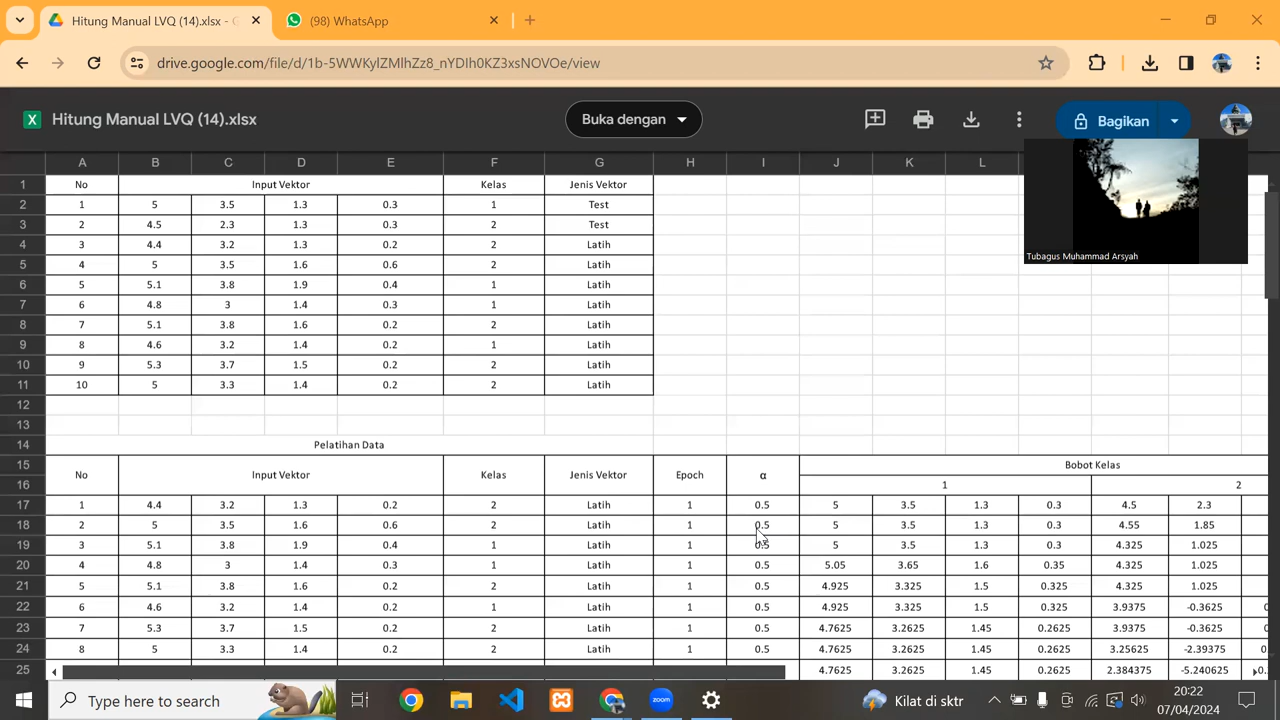 Hitung Manual LVQ (14).xlsx - G
(98) WhatsApp
drive.google.com/file/d/1b-5WWKylZMlhZz8_nYDIh0KZ3xsNOVOe/view
X Hitung Manual LVQ (14).xlsx
Buka dengan
Bagikan
Tubagus Muhammad Arsyah
A B C D E F G H I J K L
1 No Input Vektor Kelas Jenis Vektor
2 1 5 3.5 1.3 0.3 1 Test
3 2 4.5 2.3 1.3 0.3 2 Test
4 3 4.4 3.2 1.3 0.2 2 Latih
5 4 5 3.5 1.6 0.6 2 Latih
6 5 5.1 3.8 1.9 0.4 1 Latih
7 6 4.8 3 1.4 0.3 1 Latih
8 7 5.1 3.8 1.6 0.2 2 Latih
9 8 4.6 3.2 1.4 0.2 1 Latih
10 9 5.3 3.7 1.5 0.2 2 Latih
11 10 5 3.3 1.4 0.2 2 Latih
12
13
14 Pelatihan Data
15 No Input Vektor Kelas Jenis Vektor Epoch α Bobot Kelas
16 1 2
17 1 4.4 3.2 1.3 0.2 2 Latih 1 0.5 5 3.5 1.3 0.3 4.5 2.3
18 2 5 3.5 1.6 0.6 2 Latih 1 0.5 5 3.5 1.3 0.3 4.55 1.85
19 3 5.1 3.8 1.9 0.4 1 Latih 1 0.5 5 3.5 1.3 0.3 4.325 1.025
20 4 4.8 3 1.4 0.3 1 Latih 1 0.5 5.05 3.65 1.6 0.35 4.325 1.025
21 5 5.1 3.8 1.6 0.2 2 Latih 1 0.5 4.925 3.325 1.5 0.325 4.325 1.025
22 6 4.6 3.2 1.4 0.2 1 Latih 1 0.5 4.925 3.325 1.5 0.325 3.9375 -0.3625
23 7 5.3 3.7 1.5 0.2 2 Latih 1 0.5 4.7625 3.2625 1.45 0.2625 3.9375 -0.3625
24 8 5 3.3 1.4 0.2 2 Latih 1 0.5 4.7625 3.2625 1.45 0.2625 3.25625 -2.39375
25 4.7625 3.2625 1.45 0.2625 2.384375 -5.240625
Type here to search
zoom
Kilat di sktr
20:22
07/04/2024